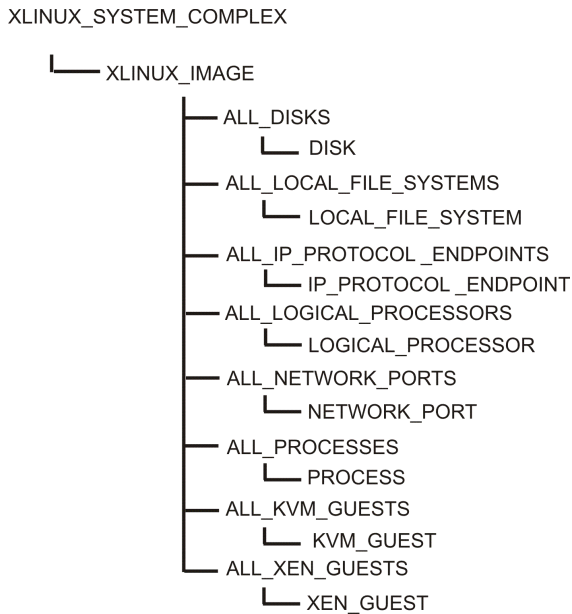 XLINUX_SYSTEM_COMPLEX
XLINUX_IMAGE
ALL_DISKS
DISK
ALL_LOCAL_FILE_SYSTEMS
LOCAL_FILE_SYSTEM
ALL_IP_PROTOCOL _ENDPOINTS
IP_PROTOCOL _ENDPOINT
ALL_LOGICAL_PROCESSORS
LOGICAL_PROCESSOR
ALL_NETWORK_PORTS
NETWORK_PORT
ALL_PROCESSES
PROCESS
ALL_KVM_GUESTS
KVM_GUEST
ALL_XEN_GUESTS
XEN_GUEST